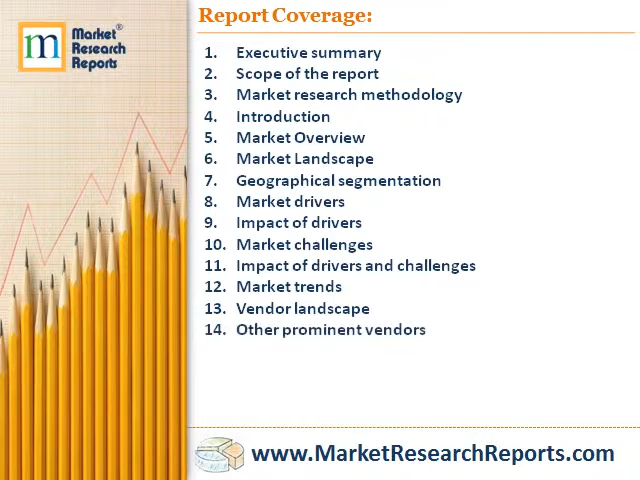 m
Market®
Research
Reports
Report Coverage:
1. Executive summary
2. Scope of the report
3. Market research methodology
4. Introduction
5. Market Overview
6. Market Landscape
7. Geographical segmentation
8. Market drivers
9. Impact of drivers
10. Market challenges
11. Impact of drivers and challenges
12. Market trends
13. Vendor landscape
14. Other prominent vendors
www.MarketResearchReports.com